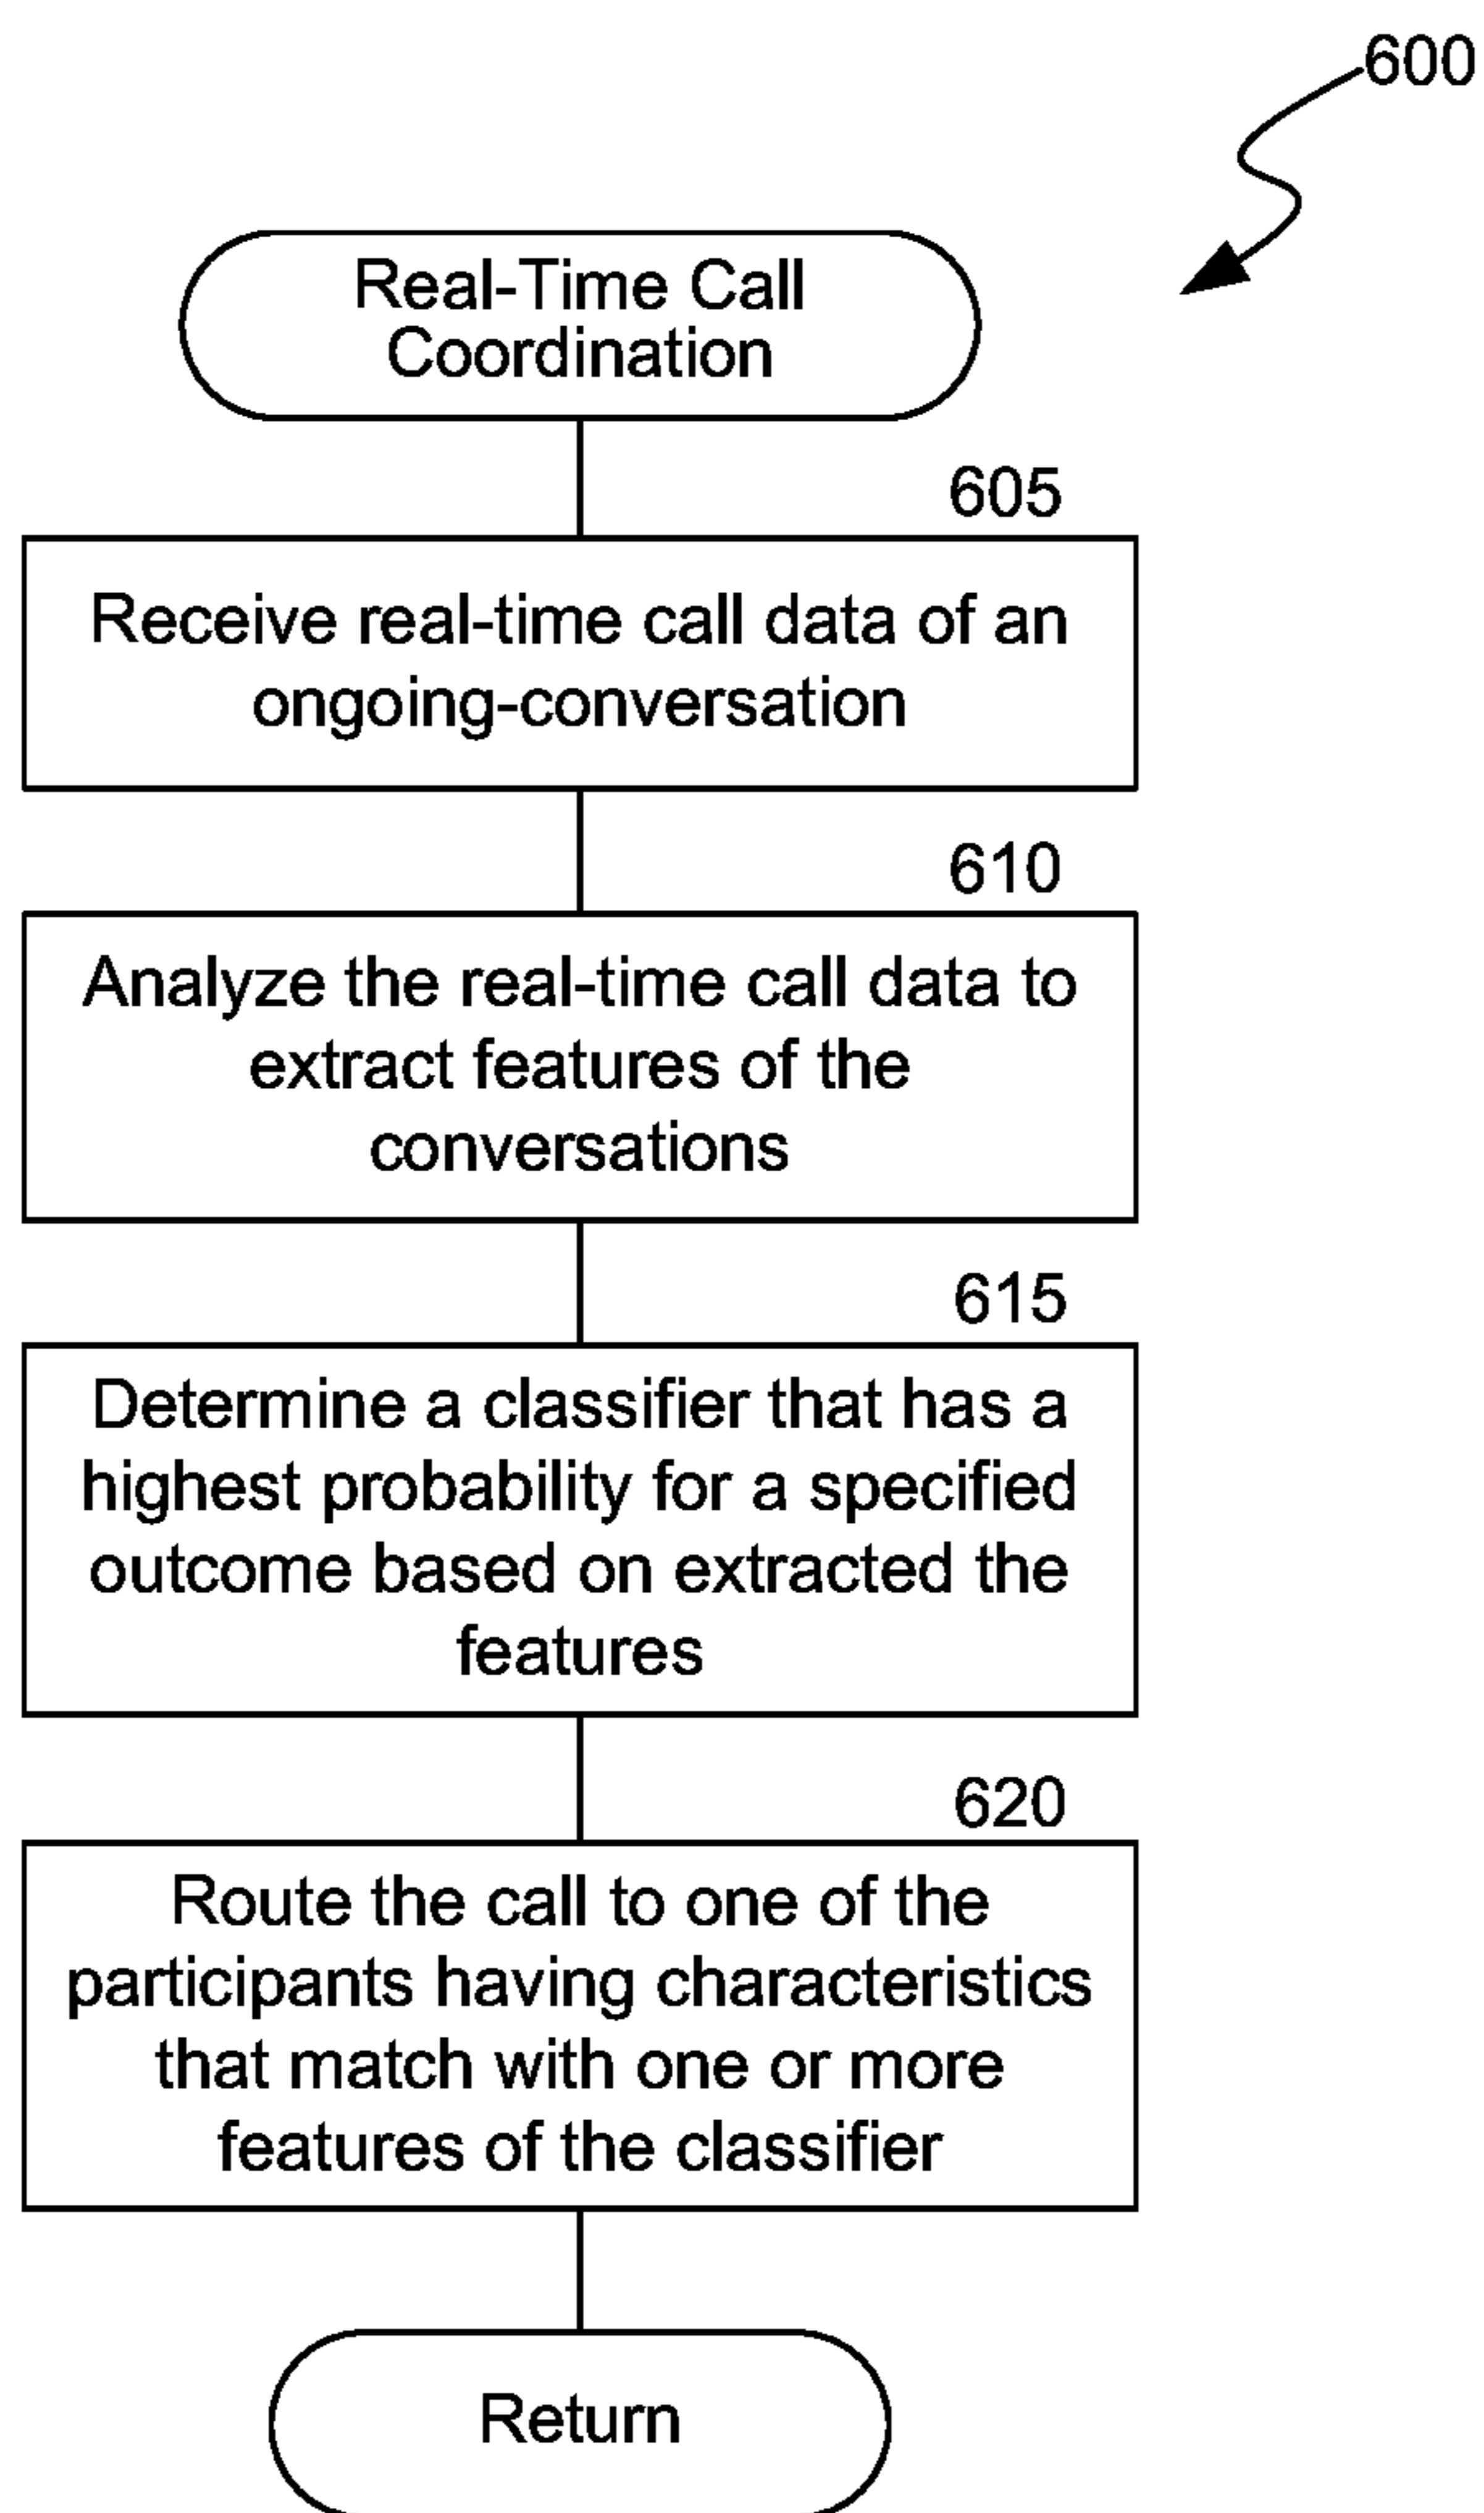 600
Real-Time Call
Coordination
605
Receive real-time call data of an
ongoing-conversation
610
Analyze the real-time call data to
extract features of the
conversations
615
Determine a classifier that has a
highest probability for a specified
outcome based on extracted the
features
620
Route the call to one of the
participants having characteristics
that match with one or more
features of the classifier
Return